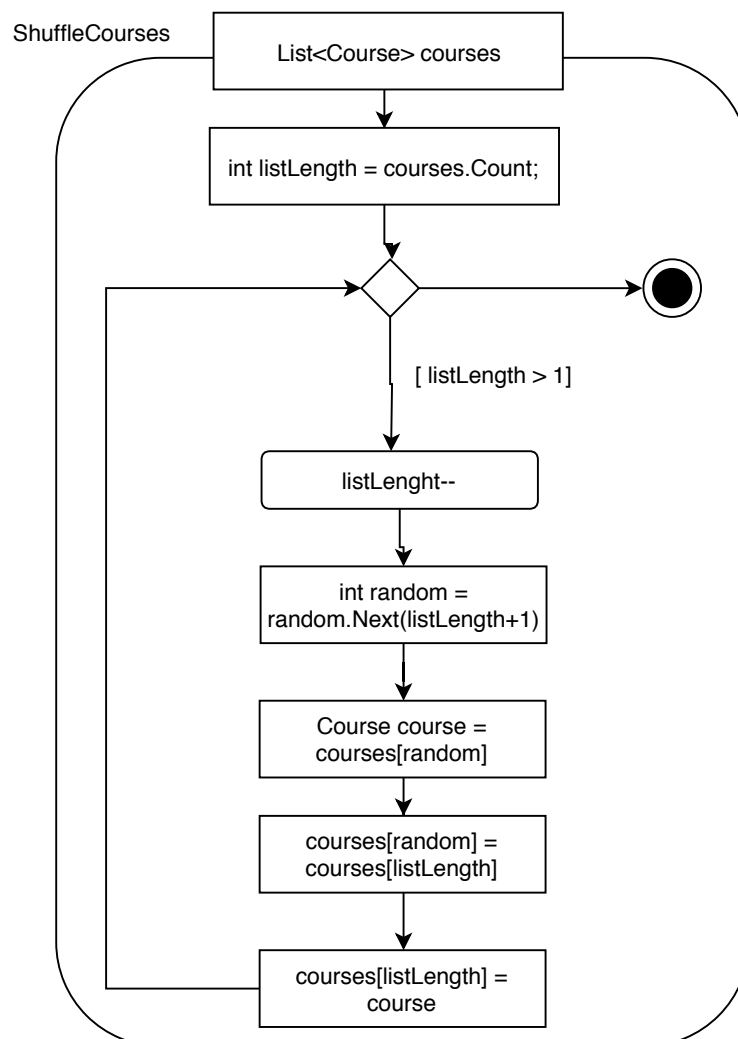 ShuffleCourses
List<Course> courses
int listLength = courses.Count;
[ listLength > 1]
listLenght--
int random =
random.Next(listLength+1)
Course course =
courses[random]
courses[random] =
courses[listLength]
courses[listLength] =
course